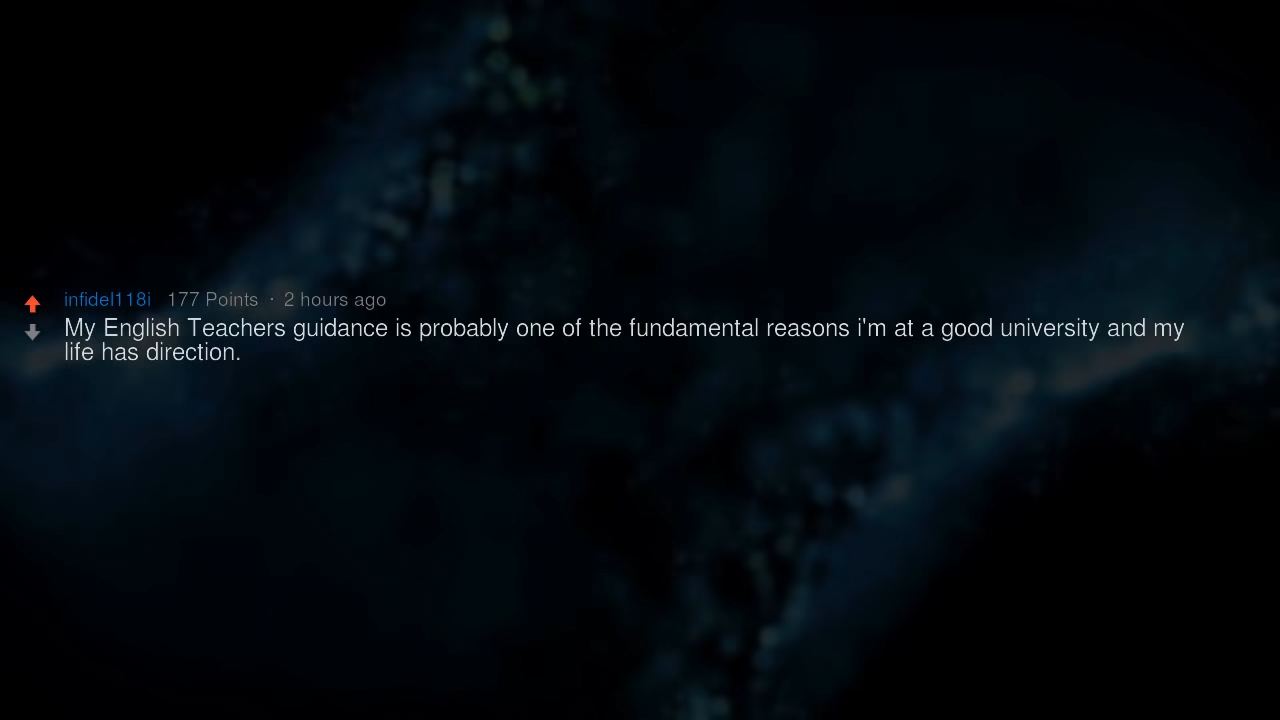 infidel118i 177 Points · 2 hours ago
My English Teachers guidance is probably one of the fundamental reasons i'm at a good university and my
life has direction.